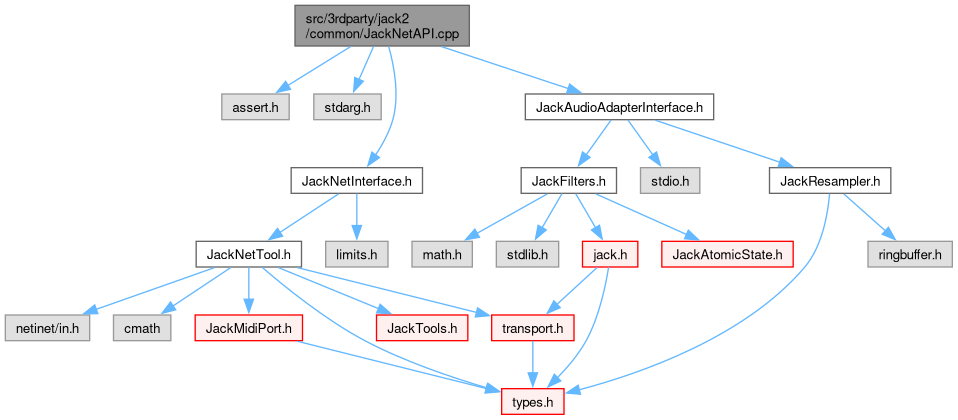 src/3rdparty/jack2
/common/JackNetAPI.cpp
assert.h
stdarg.h
JackAudioAdapterInterface.h
JackNetInterface.h
JackFilters.h
stdio.h
JackResampler.h
JackNetTool.h
limits.h
math.h
stdlib.h
jack.h
JackAtomicState.h
ringbuffer.h
netinet/in.h
cmath
JackMidiPort.h
JackTools.h
transport.h
types.h